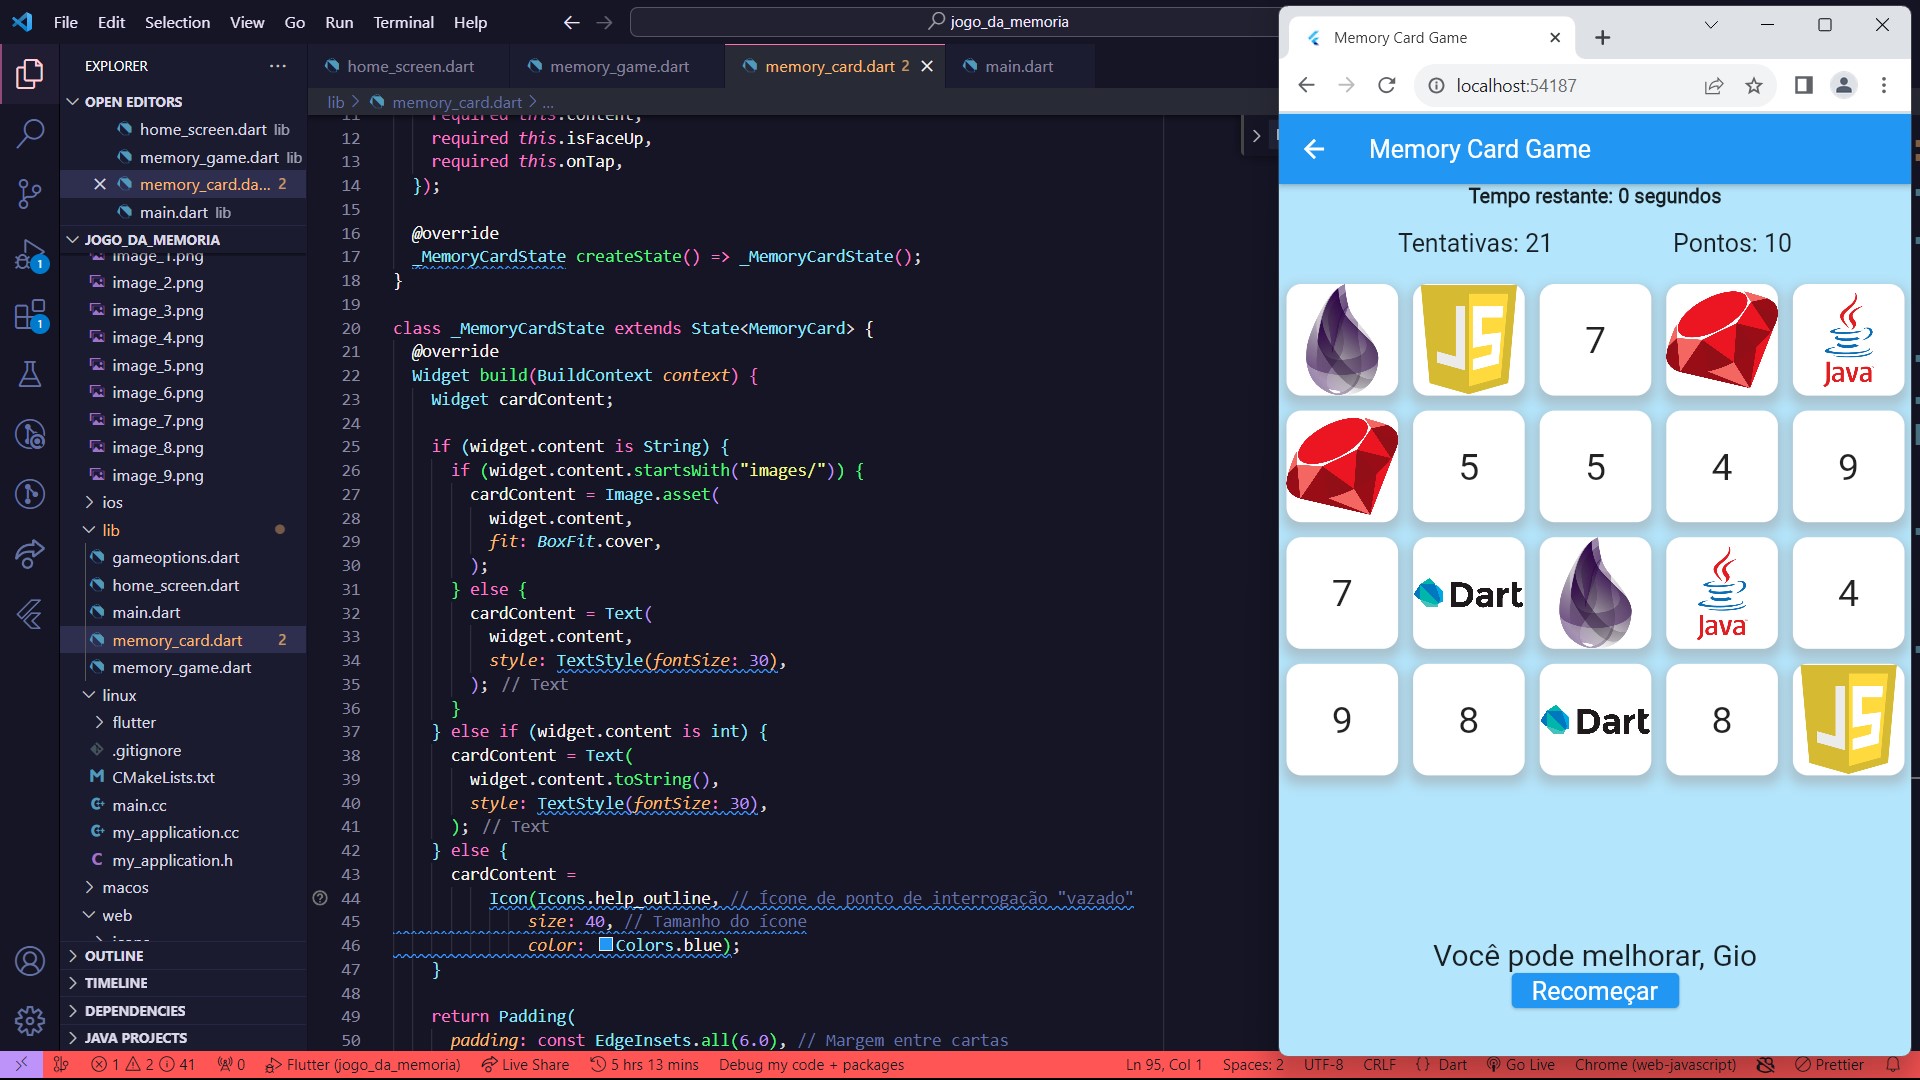 File Edit Selection View Go Run Terminal Help
jogo_da_memoria
EXPLORER
OPEN EDITORS
home_screen.dart lib
memory_game.dart lib
memory_card.da... 2
main.dart lib
JOGO_DA_MEMORIA
image_1.png
image_2.png
image_3.png
image_4.png
image_5.png
image_6.png
image_7.png
image_8.png
image_9.png
ios
lib
gameoptions.dart
home_screen.dart
main.dart
memory_card.dart 2
memory_game.dart
linux
flutter
.gitignore
CMakeLists.txt
main.cc
my_application.cc
my_application.h
macos
web
OUTLINE
TIMELINE
DEPENDENCIES
JAVA PROJECTS
1
1
home_screen.dart
memory_game.dart
memory_card.dart 2
main.dart
lib > memory_card.dart > ...
11 required this.content,
12 required this.isFaceUp,
13 required this.onTap,
14 });
15
16 @override
17 _MemoryCardState createState() => _MemoryCardState();
18 }
19
20 class _MemoryCardState extends State<MemoryCard> {
21 @override
22 Widget build(BuildContext context) {
23 Widget cardContent;
24
25 if (widget.content is String) {
26 if (widget.content.startsWith("images/")) {
27 cardContent = Image.asset(
28 widget.content,
29 fit: BoxFit.cover,
30 );
31 } else {
32 cardContent = Text(
33 widget.content,
34 style: TextStyle(fontSize: 30),
35 ); // Text
36 }
37 } else if (widget.content is int) {
38 cardContent = Text(
39 widget.content.toString(),
40 style: TextStyle(fontSize: 30),
41 ); // Text
42 } else {
43 cardContent =
44 Icon(Icons.help_outline, // ícone de ponto de interrogação "vazado"
45 size: 40, // Tamanho do ícone
46 color: Colors.blue);
47 }
48
49 return Padding(
50 padding: const EdgeInsets.all(6.0), // Margem entre cartas
Memory Card Game
localhost:54187
Memory Card Game
Tempo restante: 0 segundos
Tentativas: 21 Pontos: 10
JS 7 Java
5 5 4 9
7 Dart Java 4
9 8 Dart 8 JS
Você pode melhorar, Gio
Recomeçar
1 2 41 0 Flutter (jogo_da_memoria) Live Share 5 hrs 13 mins Debug my code + packages Ln 95, Col 1 Spaces: 2 UTF-8 CRLF { } Dart Go Live Chrome (web-javascript) Prettier